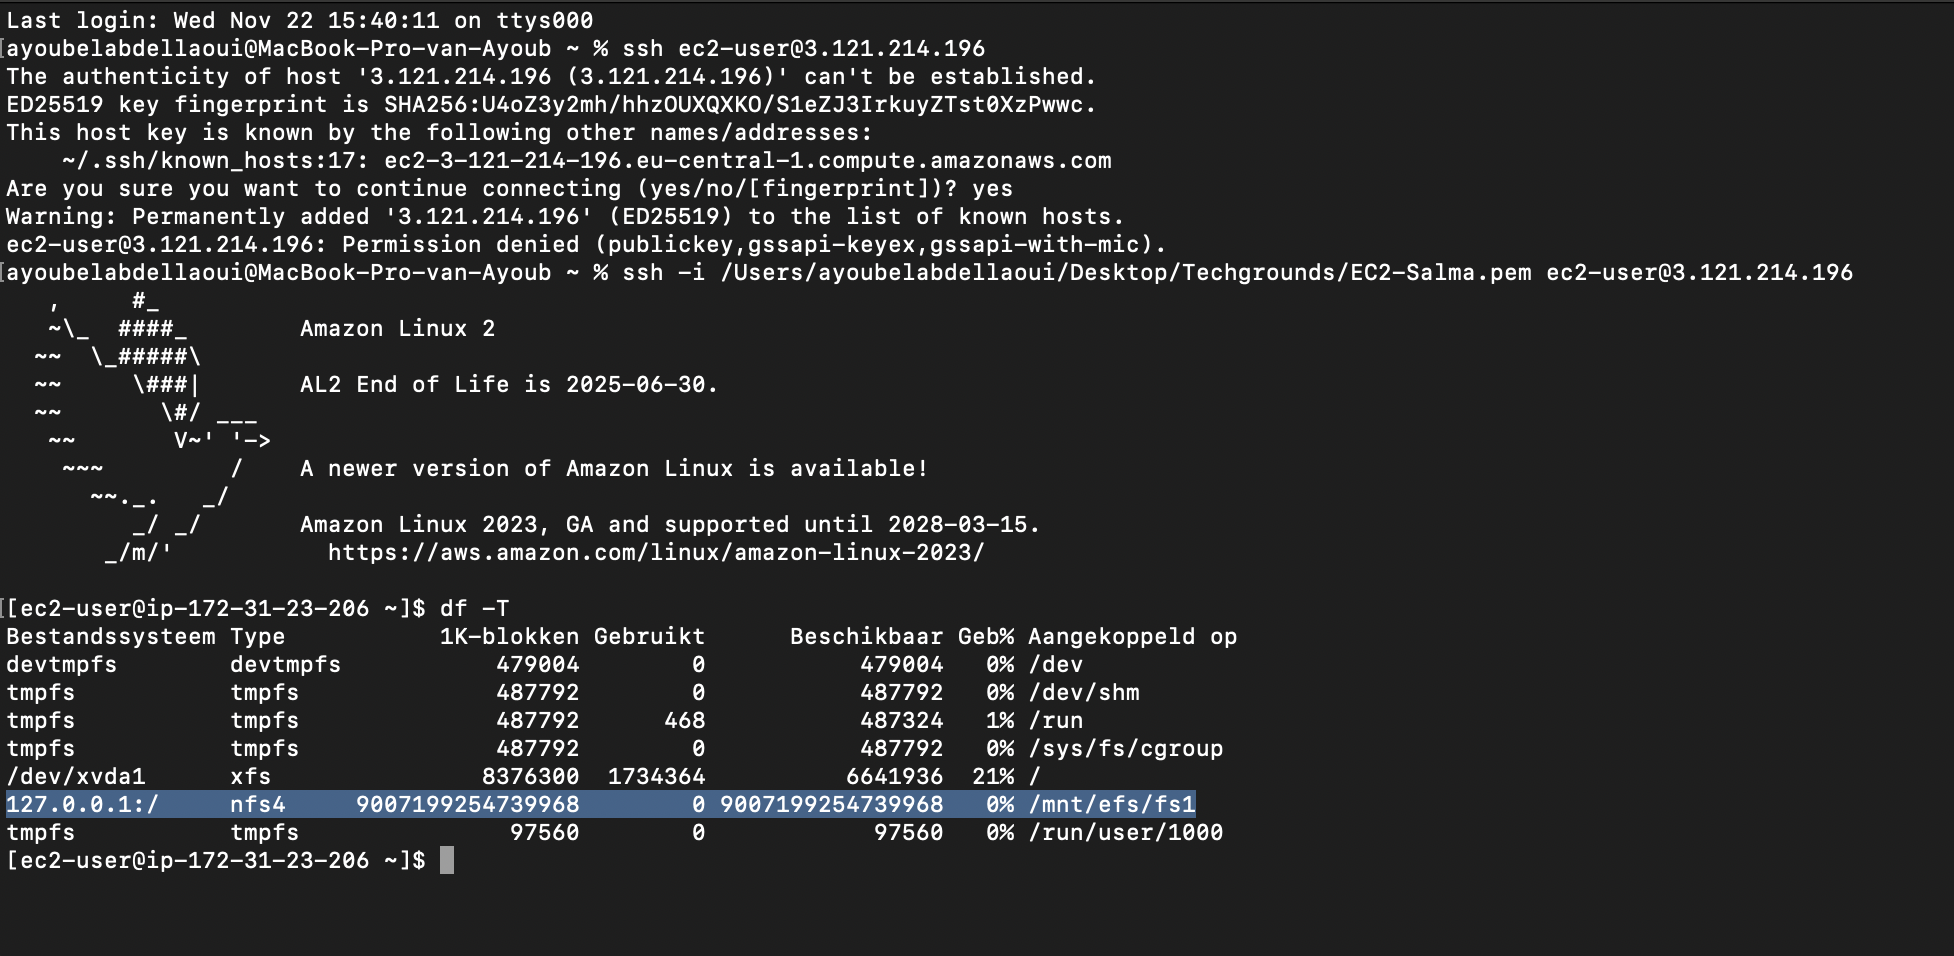 Last login: Wed Nov 22 15:40:11 on ttys000
[ayoubelabdellaoui@MacBook-Pro-van-Ayoub ~ % ssh ec2-user@3.121.214.196
The authenticity of host '3.121.214.196 (3.121.214.196)' can't be established.
ED25519 key fingerprint is SHA256:U4oZ3y2mh/hhzOUXQXKO/S1eZJ3IrkuyZTst0XzPwwc.
This host key is known by the following other names/addresses:
    ~/.ssh/known_hosts:17: ec2-3-121-214-196.eu-central-1.compute.amazonaws.com
Are you sure you want to continue connecting (yes/no/[fingerprint])? yes
Warning: Permanently added '3.121.214.196' (ED25519) to the list of known hosts.
ec2-user@3.121.214.196: Permission denied (publickey,gssapi-keyex,gssapi-with-mic).
[ayoubelabdellaoui@MacBook-Pro-van-Ayoub ~ % ssh -i /Users/ayoubelabdellaoui/Desktop/Techgrounds/EC2-Salma.pem ec2-user@3.121.214.196
   ,     #_
   ~\_  ####_        Amazon Linux 2
  ~~  \_#####\
  ~~     \###|       AL2 End of Life is 2025-06-30.
  ~~       \#/ ___
   ~~       V~' '->
    ~~~         /    A newer version of Amazon Linux is available!
      ~~._.   _/
         _/ _/       Amazon Linux 2023, GA and supported until 2028-03-15.
       _/m/'           https://aws.amazon.com/linux/amazon-linux-2023/

[[ec2-user@ip-172-31-23-206 ~]$ df -T
Bestandssysteem Type           1K-blokken Gebruikt      Beschikbaar Geb% Aangekoppeld op
devtmpfs        devtmpfs           479004        0           479004   0% /dev
tmpfs           tmpfs              487792        0           487792   0% /dev/shm
tmpfs           tmpfs              487792      468           487324   1% /run
tmpfs           tmpfs              487792        0           487792   0% /sys/fs/cgroup
/dev/xvda1      xfs               8376300  1734364          6641936  21% /
127.0.0.1:/     nfs4     9007199254739968        0 9007199254739968   0% /mnt/efs/fs1
tmpfs           tmpfs               97560        0            97560   0% /run/user/1000
[ec2-user@ip-172-31-23-206 ~]$